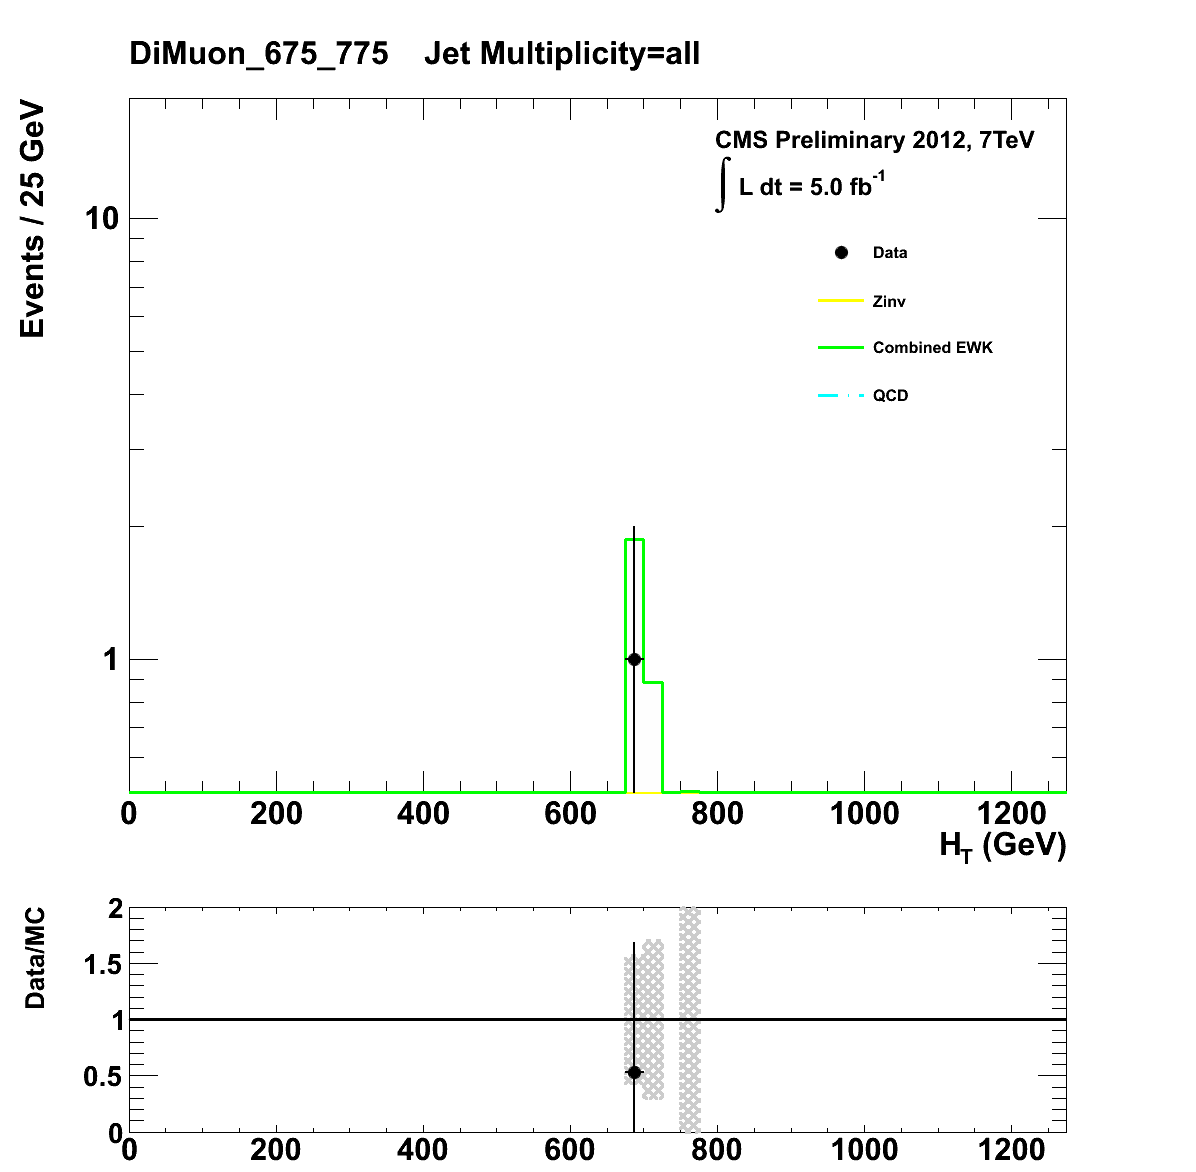 DiMuon_675_775 Jet Multiplicity=all
Events / 25 GeV
CMS Preliminary 2012, 7TeV
∫ L dt = 5.0 fb-1
Data
Zinv
Combined EWK
QCD
10
1
0 200 400 600 800 1000 1200
HT (GeV)
Data/MC
2
1.5
1
0.5
0
0 200 400 600 800 1000 1200